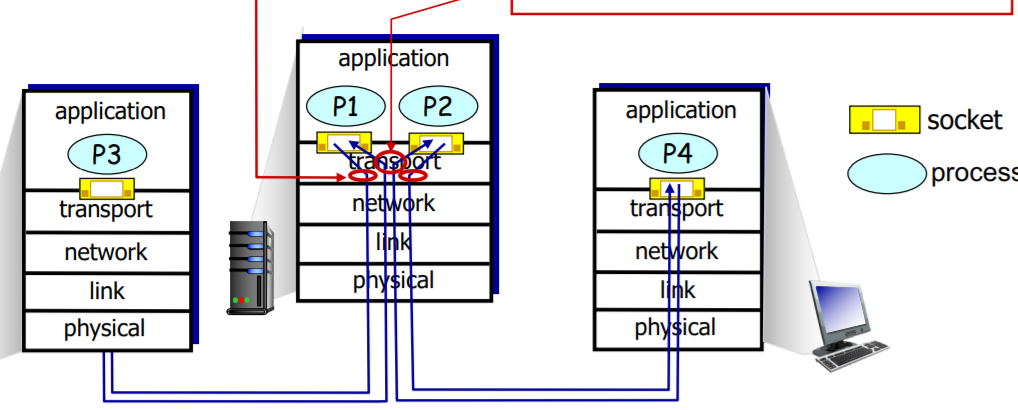 application
P3
transport
network
link
physical
application
P1 P2
transport
network
link
physical
application
P4
transport
network
link
physical
socket
process